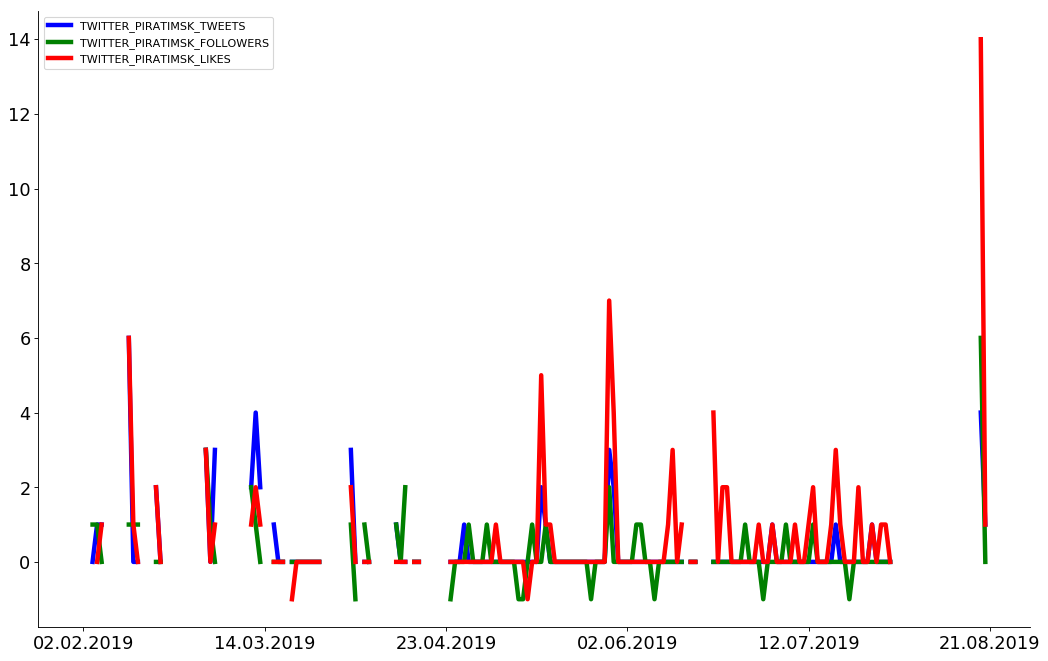 TWITTER_PIRATIMSK_TWEETS
TWITTER_PIRATIMSK_FOLLOWERS
TWITTER_PIRATIMSK_LIKES
14
12
10
8
6
4
2
0
02.02.2019 14.03.2019 23.04.2019 02.06.2019 12.07.2019 21.08.2019